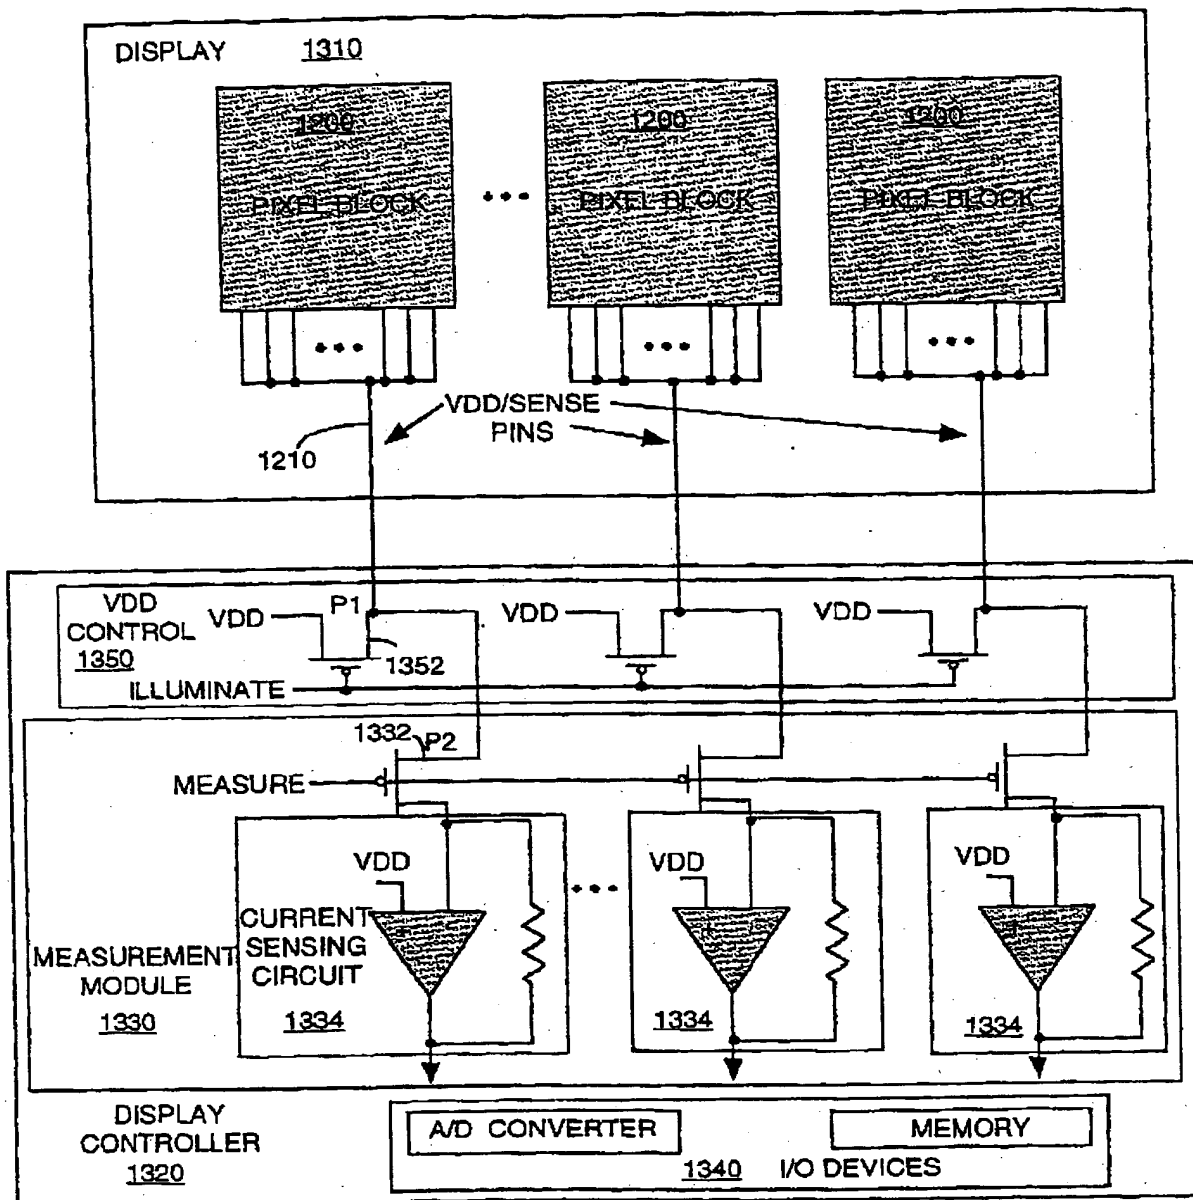 DISPLAY 1310
1200 1200 1200
PIXEL BLOCK PIXEL BLOCK PIXEL BLOCK
VDD/SENSE
PINS
1210
VDD
CONTROL
1350
VDD P1 VDD VDD
1352
ILLUMINATE
1332 P2
MEASURE
VDD VDD VDD
CURRENT
SENSING
CIRCUIT
1334 1334 1334
MEASUREMENT
MODULE
1330
DISPLAY
CONTROLLER
1320
A/D CONVERTER MEMORY
1340 I/O DEVICES